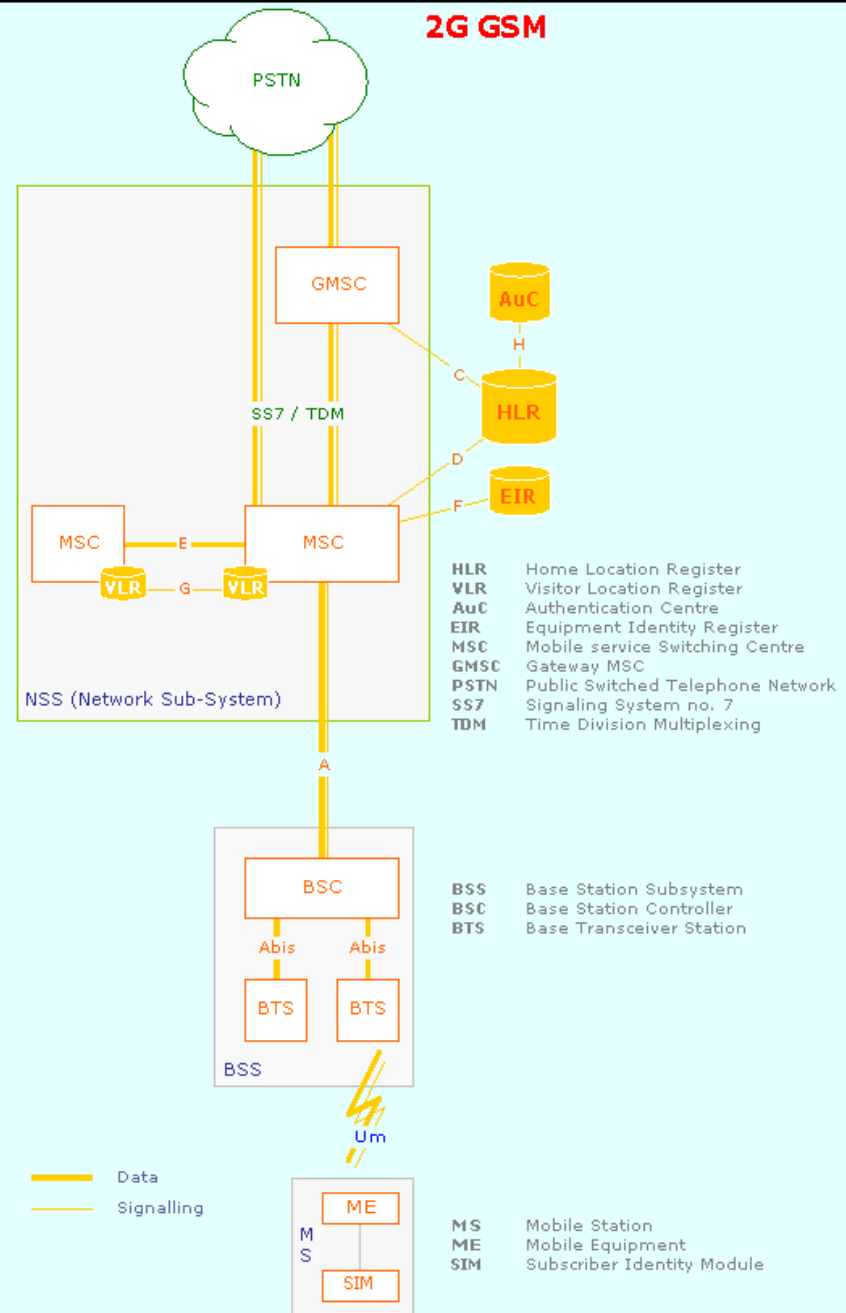 2G GSM
PSTN
GMSC
AuC
H
C
HLR
SS7 / TDM
D
EIR
F
MSC
E
MSC
VLR
G
VLR
HLR Home Location Register
VLR Visitor Location Register
AuC Authentication Centre
EIR Equipment Identity Register
MSC Mobile service Switching Centre
GMSC Gateway MSC
PSTN Public Switched Telephone Network
SS7 Signaling System no. 7
TDM Time Division Multiplexing
NSS (Network Sub-System)
A
BSC
Abis
Abis
BTS
BTS
BSS
BSS Base Station Subsystem
BSC Base Station Controller
BTS Base Transceiver Station
Um
Data
Signalling
ME
M
S
SIM
MS Mobile Station
ME Mobile Equipment
SIM Subscriber Identity Module